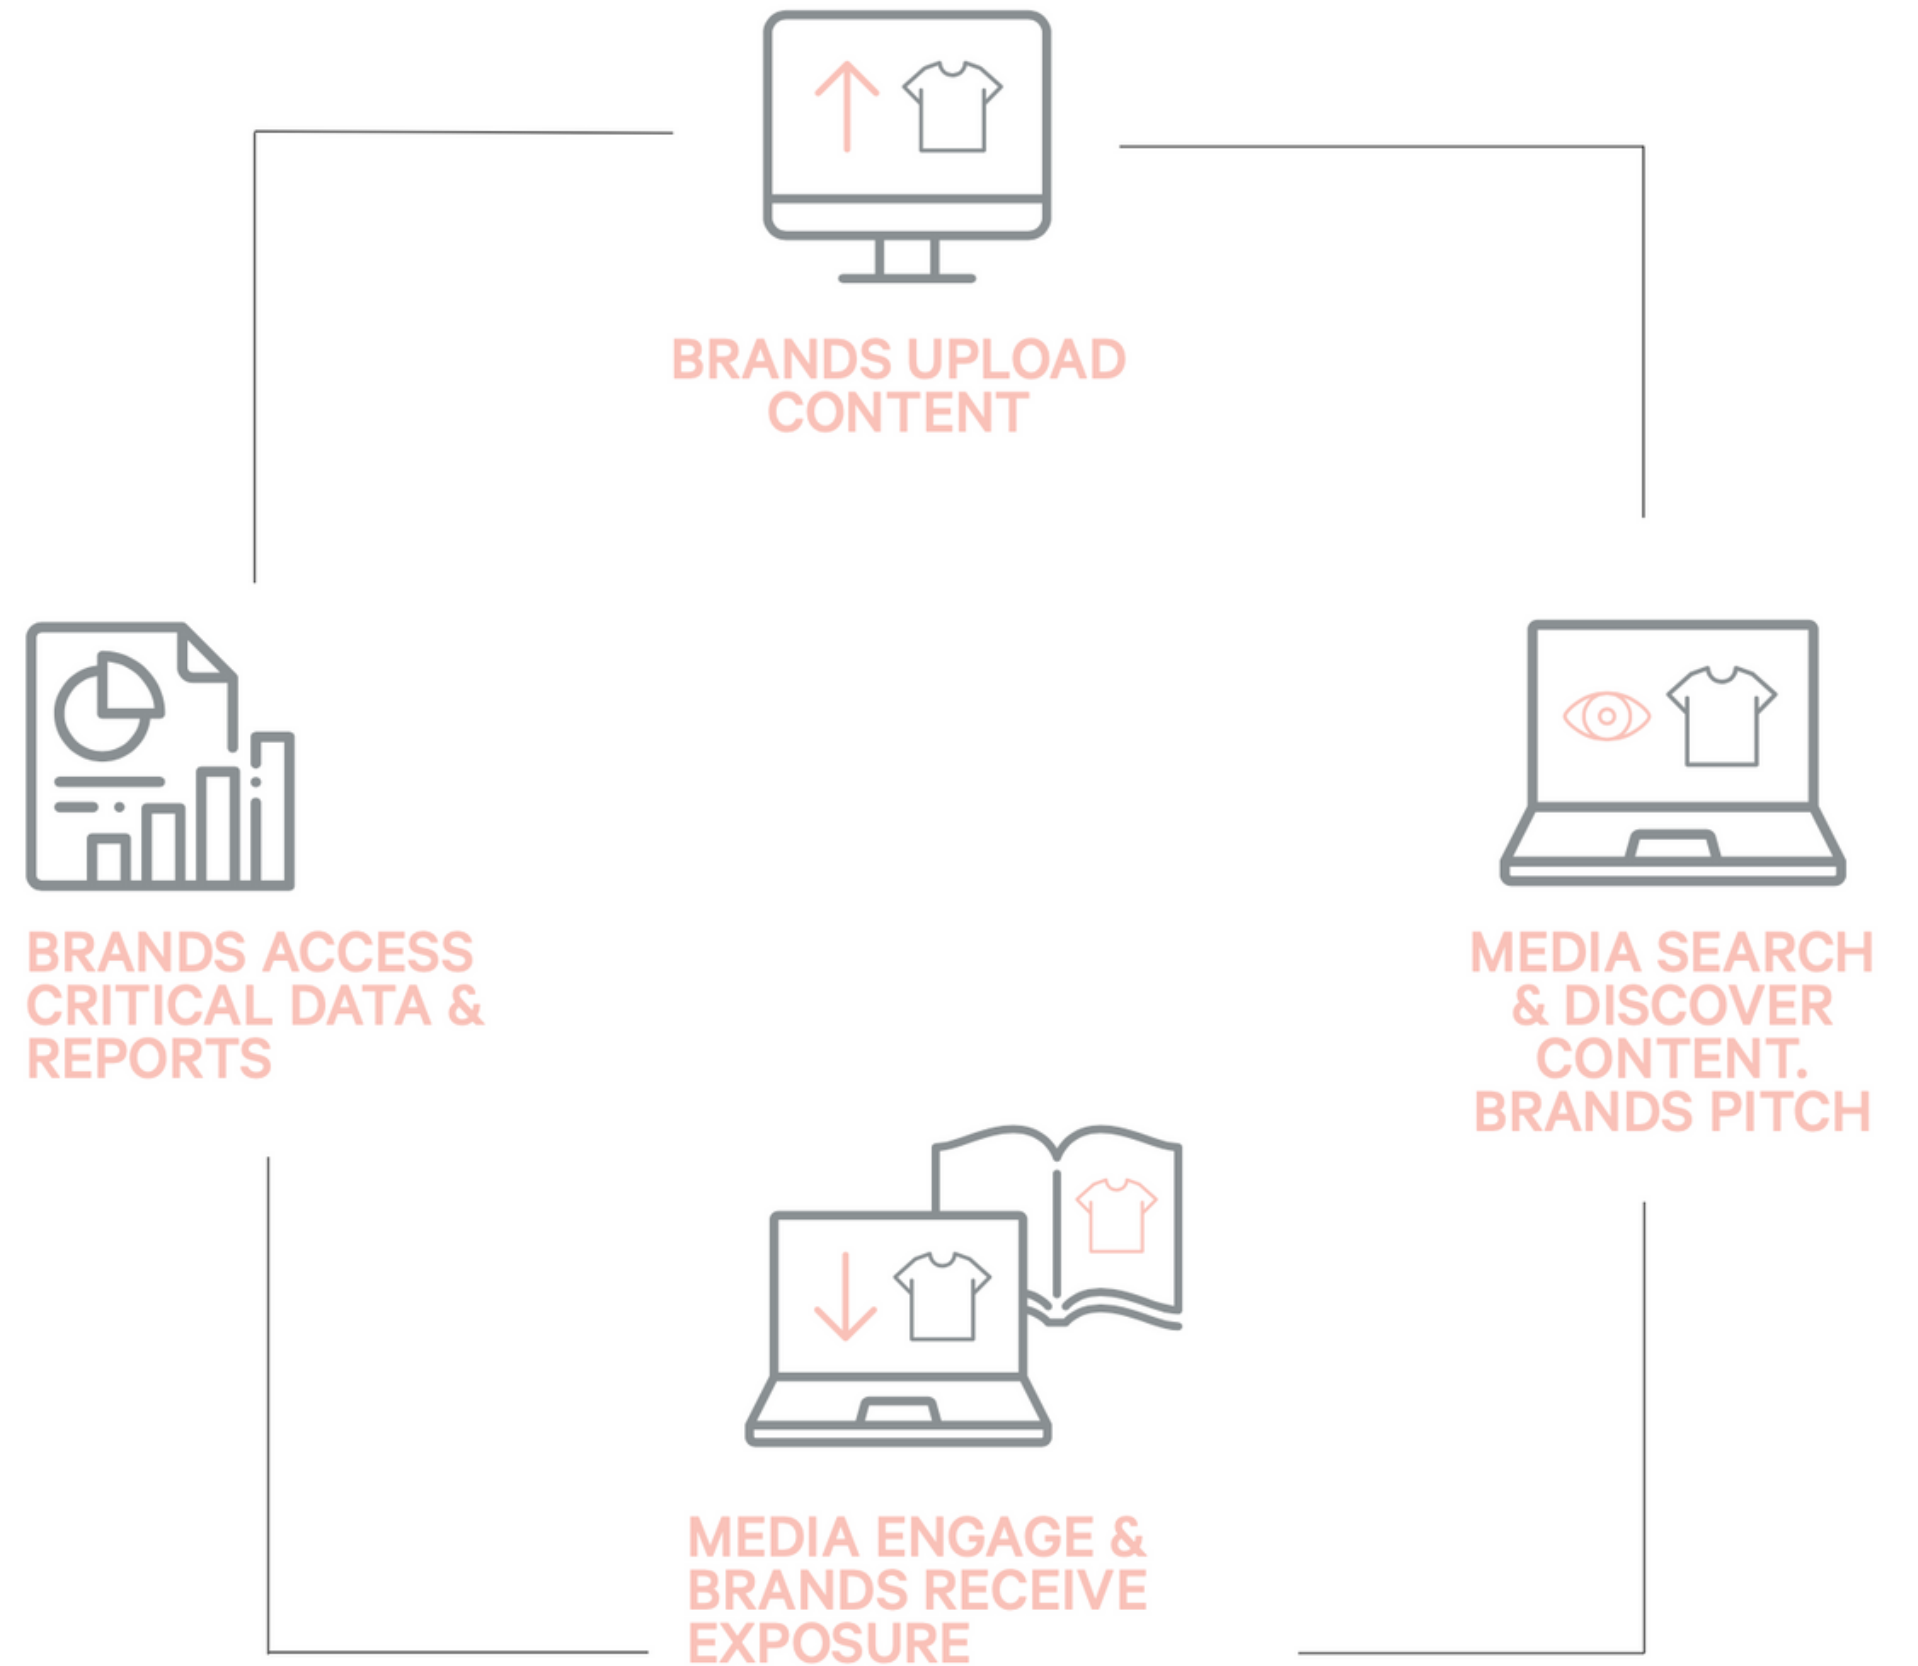 BRANDS UPLOAD
CONTENT
BRANDS ACCESS
CRITICAL DATA &
REPORTS
MEDIA SEARCH
& DISCOVER
CONTENT.
BRANDS PITCH
MEDIA ENGAGE &
BRANDS RECEIVE
EXPOSURE